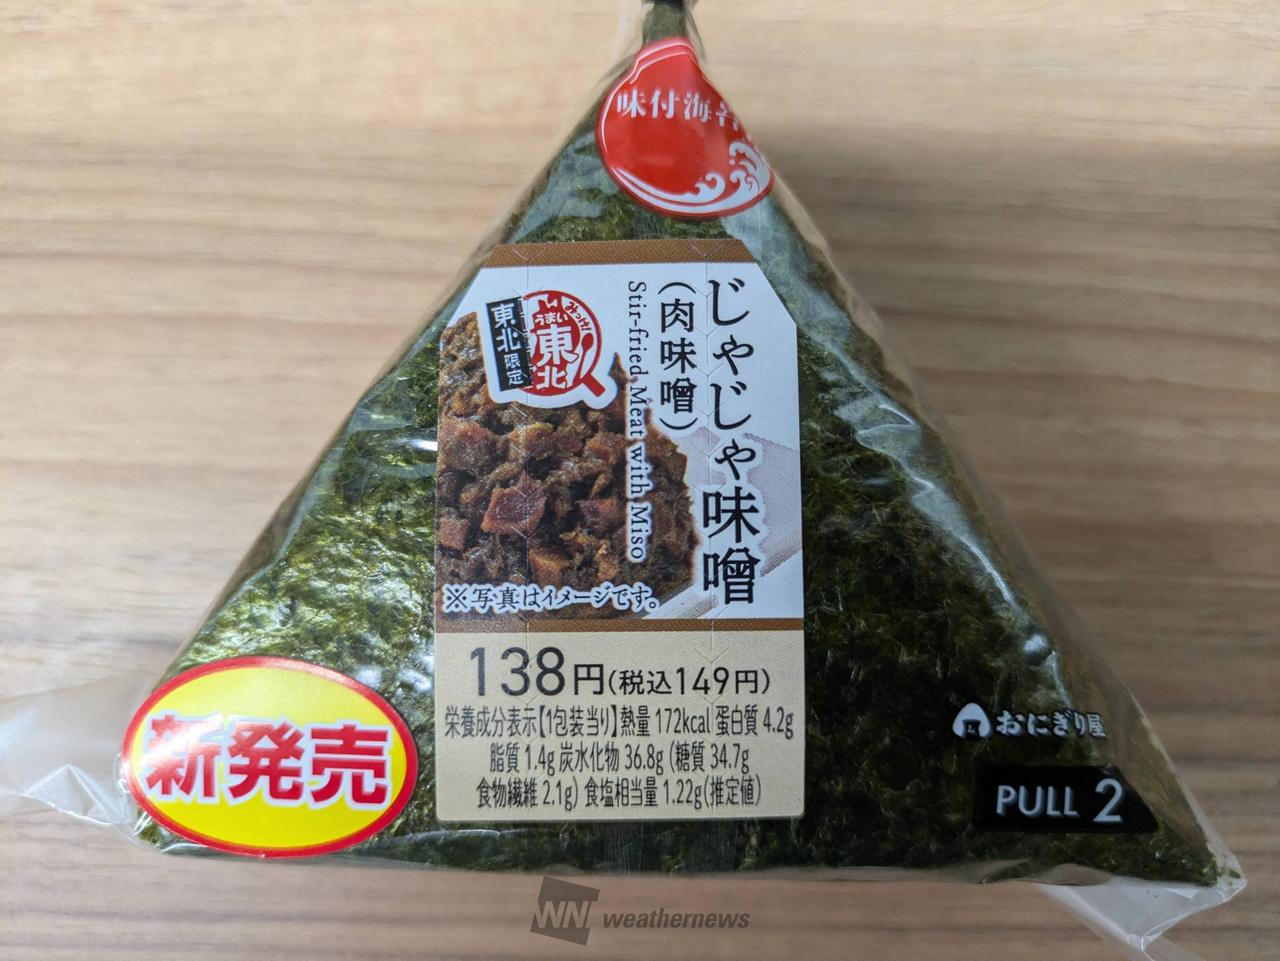 味付海苔
じゃじゃ味噌
(肉味噌)
Stir-fried Meat with Miso
みっけ!
うまい
東北
東北限定
※写真はイメージです。
138円(税込149円)
栄養成分表示【1包装当り】熱量 172kcal 蛋白質 4.2g
脂質 1.4g 炭水化物 36.8g (糖質 34.7g
食物繊維 2.1g) 食塩相当量 1.22g(推定値)
新発売
おにぎり屋
PULL 2
WN weathernews